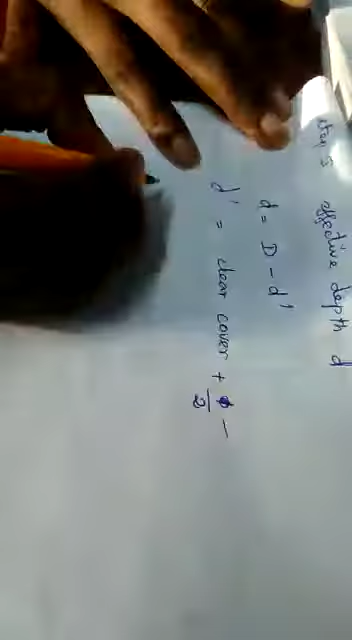 step 5 effective depth d
d = D - d'
d' = clear cover + ϕ/2 -